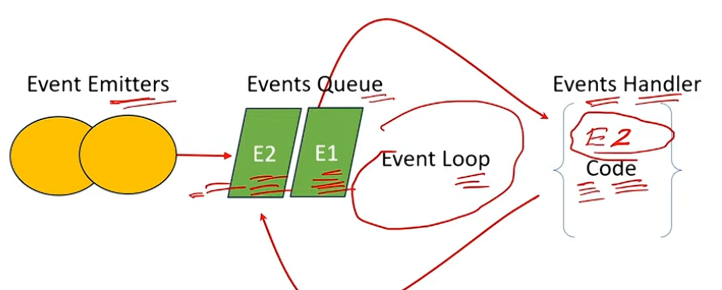 Event Emitters
Events Queue
Events Handler
E2
E1
Event Loop
E2
Code